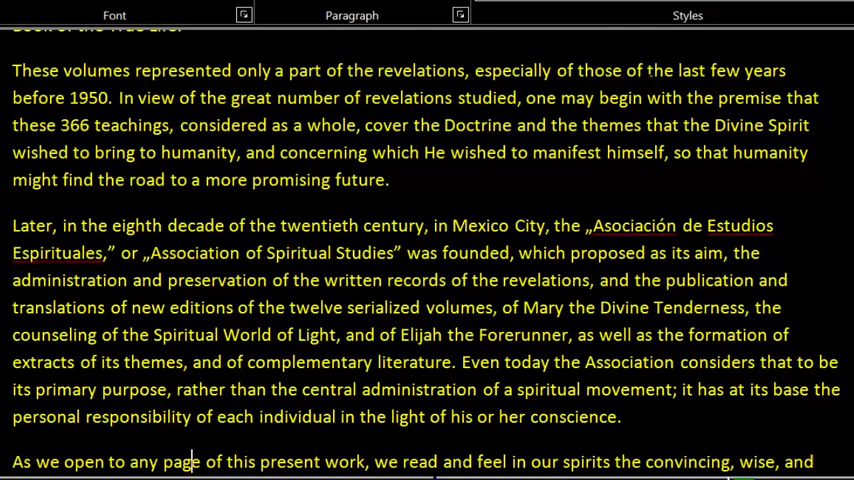 Font
Paragraph
Styles
Book of the True Life.
These volumes represented only a part of the revelations, especially of those of the last few years
before 1950. In view of the great number of revelations studied, one may begin with the premise that
these 366 teachings, considered as a whole, cover the Doctrine and the themes that the Divine Spirit
wished to bring to humanity, and concerning which He wished to manifest himself, so that humanity
might find the road to a more promising future.
Later, in the eighth decade of the twentieth century, in Mexico City, the „Asociación de Estudios
Espirituales,” or „Association of Spiritual Studies” was founded, which proposed as its aim, the
administration and preservation of the written records of the revelations, and the publication and
translations of new editions of the twelve serialized volumes, of Mary the Divine Tenderness, the
counseling of the Spiritual World of Light, and of Elijah the Forerunner, as well as the formation of
extracts of its themes, and of complementary literature. Even today the Association considers that to be
its primary purpose, rather than the central administration of a spiritual movement; it has at its base the
personal responsibility of each individual in the light of his or her conscience.
As we open to any page of this present work, we read and feel in our spirits the convincing, wise, and